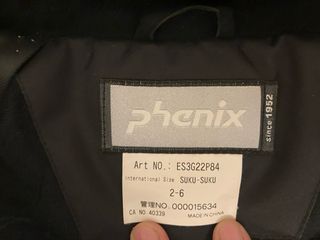 phenix
since 1952
Art NO.: ES3G22P84
International Size SUKU-SUKU
2-6
管理NO. 000015634
CA NO. 40339 MADE IN CHINA